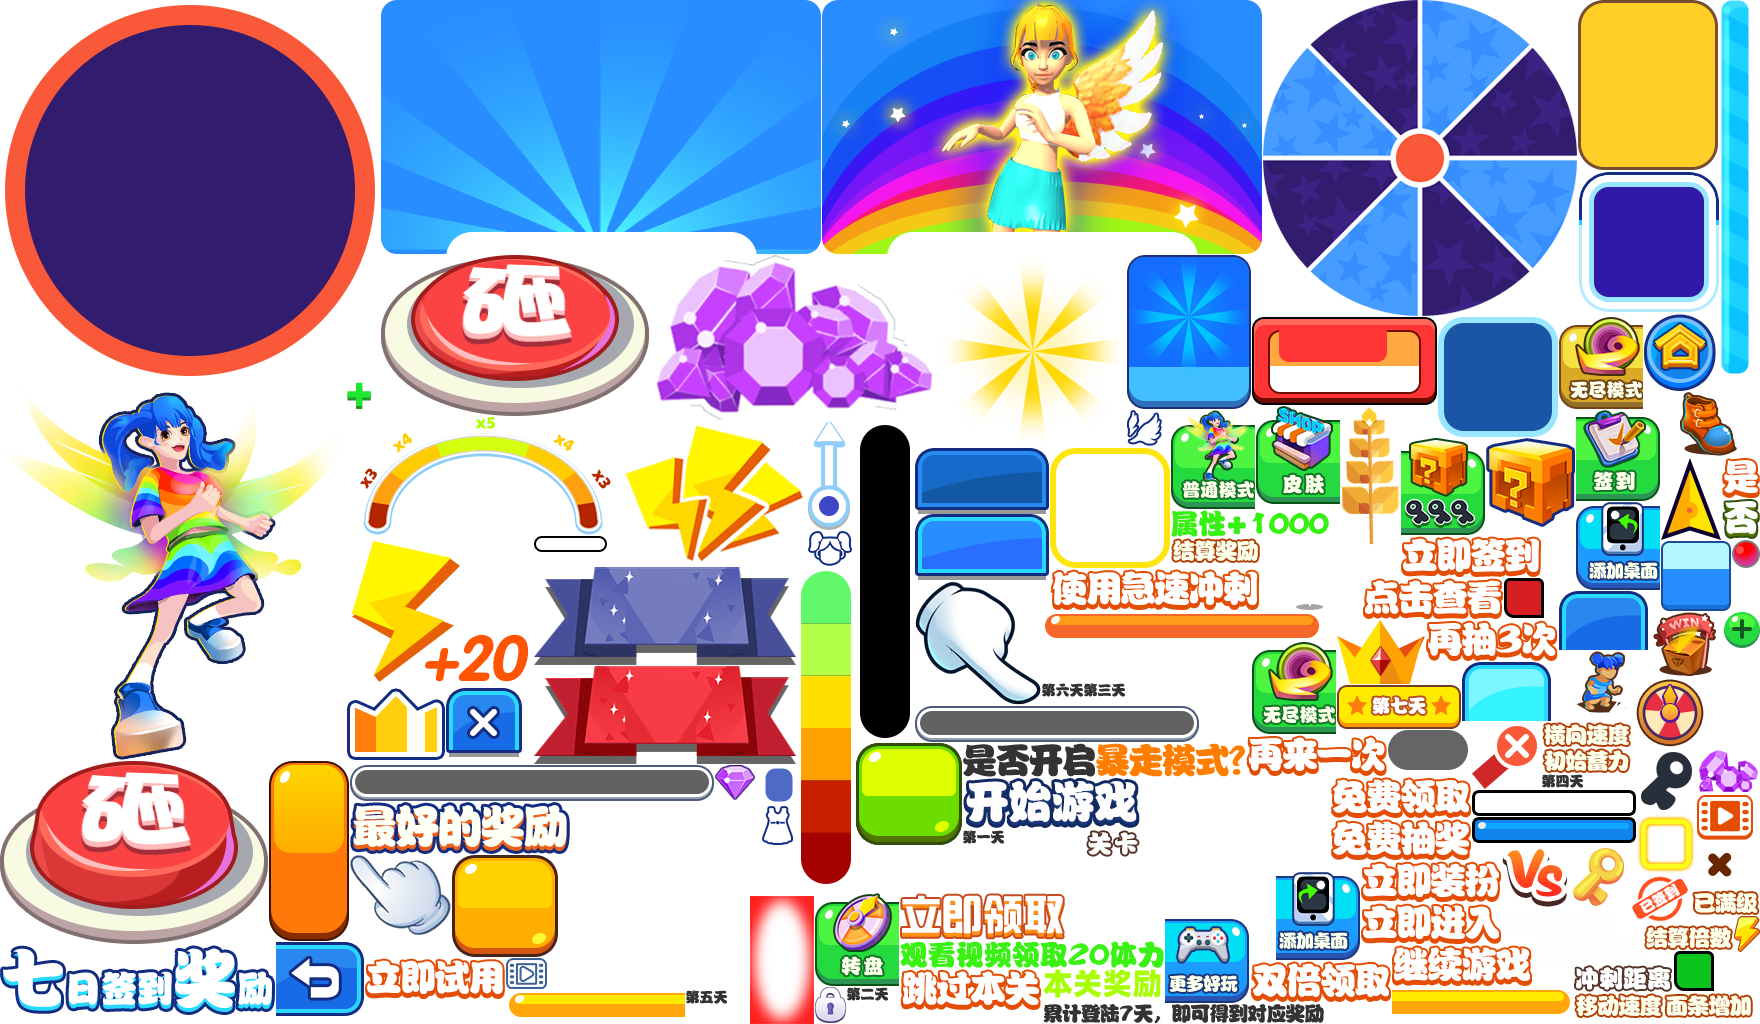 砸
无尽模式
x5
x4
x4
x3
x3
SHOP
普通模式
皮肤
999
签到
是
否
属性+1000
结算奖励
立即签到
添加桌面
使用急速冲刺
点击查看
再抽3次
WIN
+20
第六天第三天
无尽模式
第七天
是否开启暴走模式?
再来一次
横向速度
初始蓄力
第四天
砸
最好的奖励
开始游戏
第一天
关卡
免费领取
免费抽奖
立即装扮
Vs
已签到
已满级
立即领取
立即进入
结算倍数
观看视频领取20体力
转盘
添加桌面
七日签到奖励
立即试用
跳过本关
本关奖励
更多好玩
双倍领取
继续游戏
冲刺距离
第五天
第二天
累计登陆7天，即可得到对应奖励
移动速度
面条增加